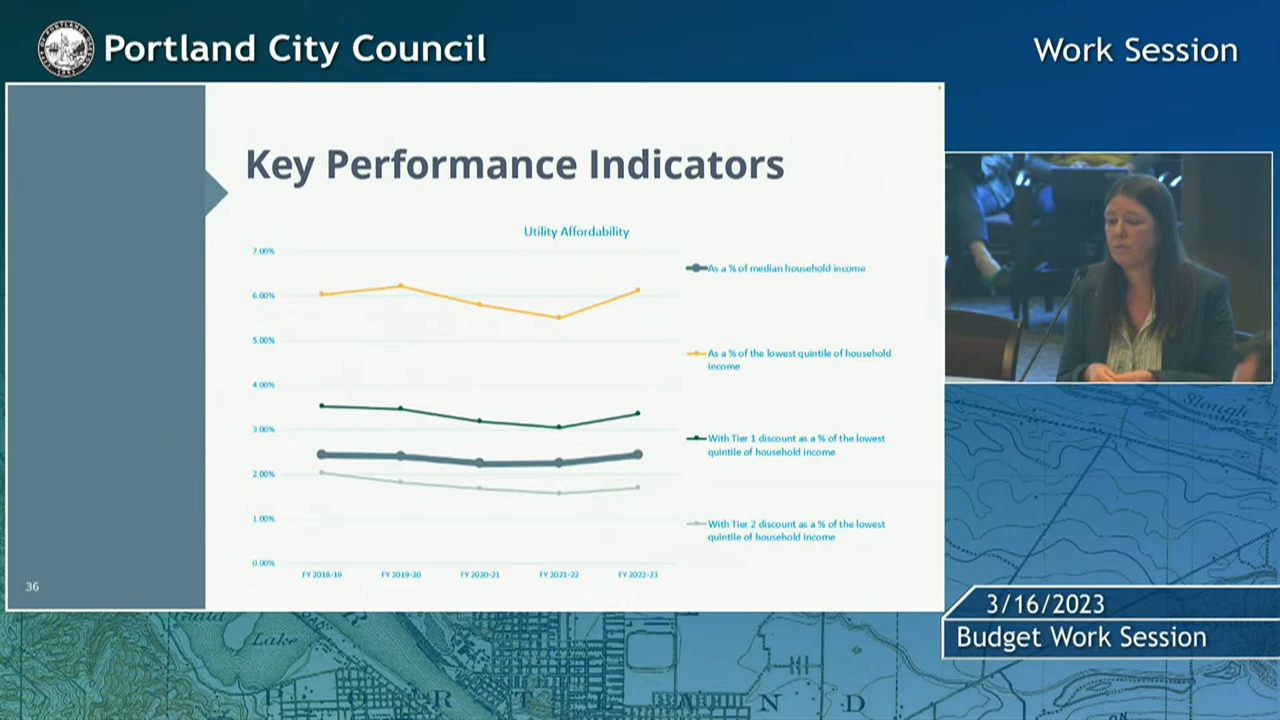 Portland City Council
Work Session
Key Performance Indicators
Utility Affordability
7.00%
6.00%
5.00%
4.00%
3.00%
2.00%
1.00%
0.00%
FY 2018-19
FY 2019-20
FY 2020-21
FY 2021-22
FY 2022-23
As a % of median household income
As a % of the lowest quintile of household
income
With Tier 1 discount as a % of the lowest
quintile of household income
With Tier 2 discount as a % of the lowest
quintile of household income
36
Slough
3/16/2023
Budget Work Session
Guild
Lake
P O R T L A N D